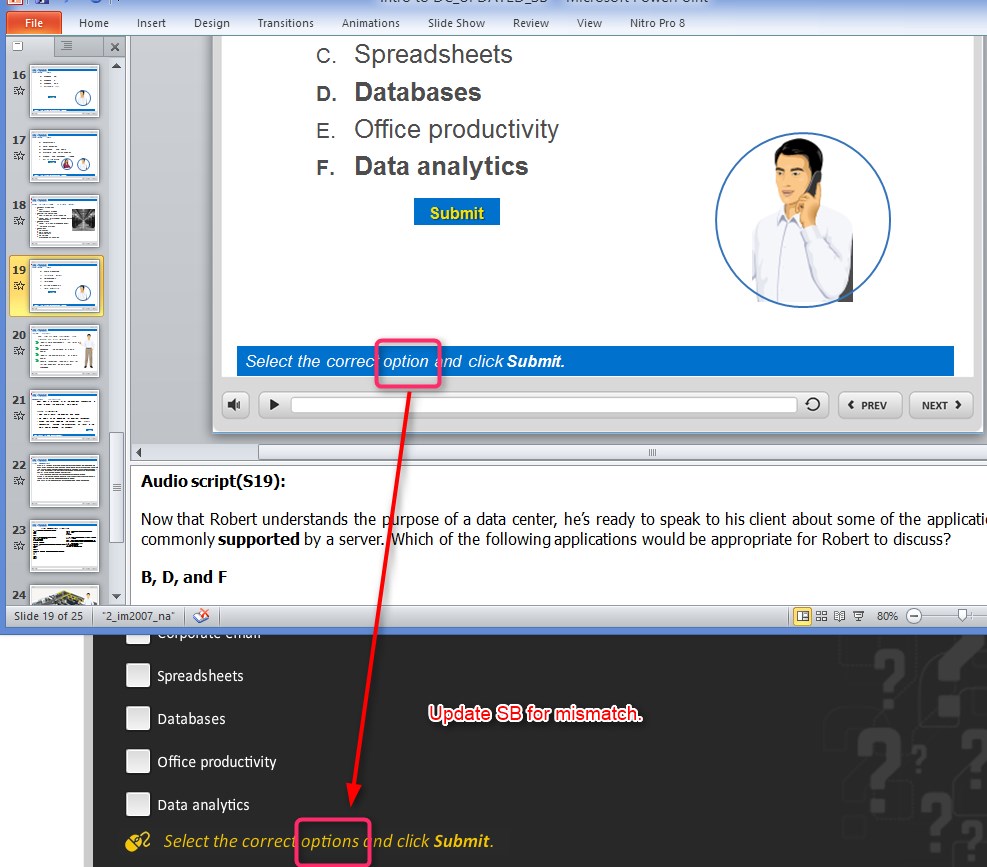 Intro to DC_UPDATED_SB - Microsoft PowerPoint
File Home Insert Design Transitions Animations Slide Show Review View Nitro Pro 8
16
17
18
19
20
21
22
23
24
C. Spreadsheets
D. Databases
E. Office productivity
F. Data analytics
Submit
Select the correct option and click Submit.
PREV
NEXT
Audio script(S19):
Now that Robert understands the purpose of a data center, he's ready to speak to his client about some of the
commonly supported by a server. Which of the following applications would be appropriate for Robert to discuss?
B, D, and F
Slide 19 of 25 "2_im2007_na" 80%
Corporate email
Spreadsheets
Databases
Office productivity
Data analytics
Update SB for mismatch.
Select the correct options and click Submit.